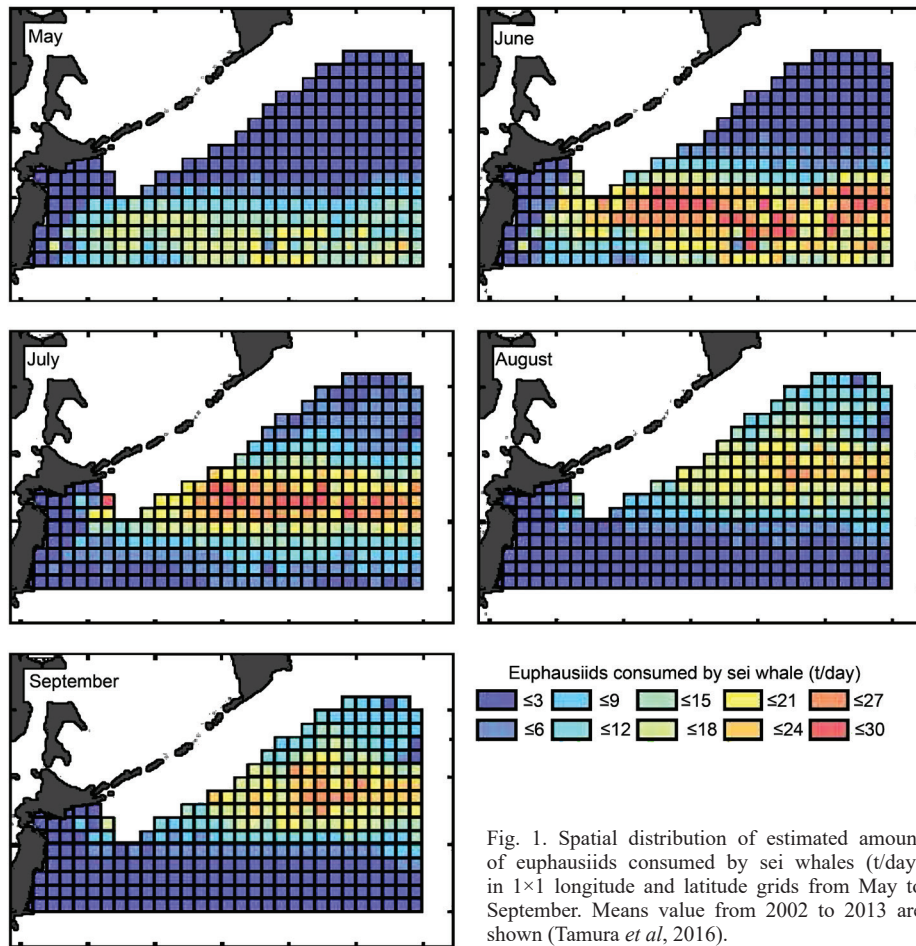 May
June
July
August
September
Euphausiids consumed by sei whale (t/day)
≤3 ≤9 ≤15 ≤21 ≤27
≤6 ≤12 ≤18 ≤24 ≤30
Fig. 1. Spatial distribution of estimated amoun
of euphausiids consumed by sei whales (t/day
in 1×1 longitude and latitude grids from May to
September. Means value from 2002 to 2013 are
shown (Tamura et al, 2016).